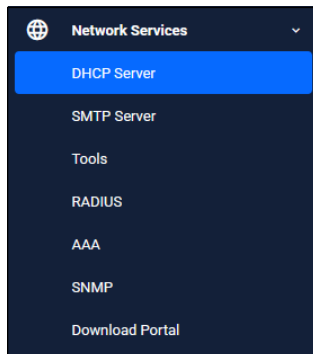 Network Services
DHCP Server
SMTP Server
Tools
RADIUS
AAA
SNMP
Download Portal